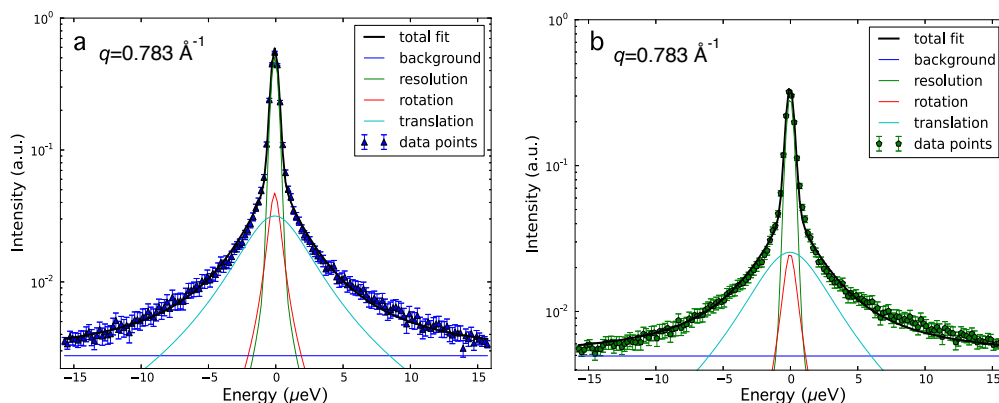 a
q=0.783 Å⁻¹
total fit
background
resolution
rotation
translation
data points
Intensity (a.u.)
10⁰
10⁻¹
10⁻²
−15 −10 −5 0 5 10 15
Energy (μeV)
b
q=0.783 Å⁻¹
total fit
background
resolution
rotation
translation
data points
Intensity (a.u.)
10⁰
10⁻¹
10⁻²
−15 −10 −5 0 5 10 15
Energy (μeV)